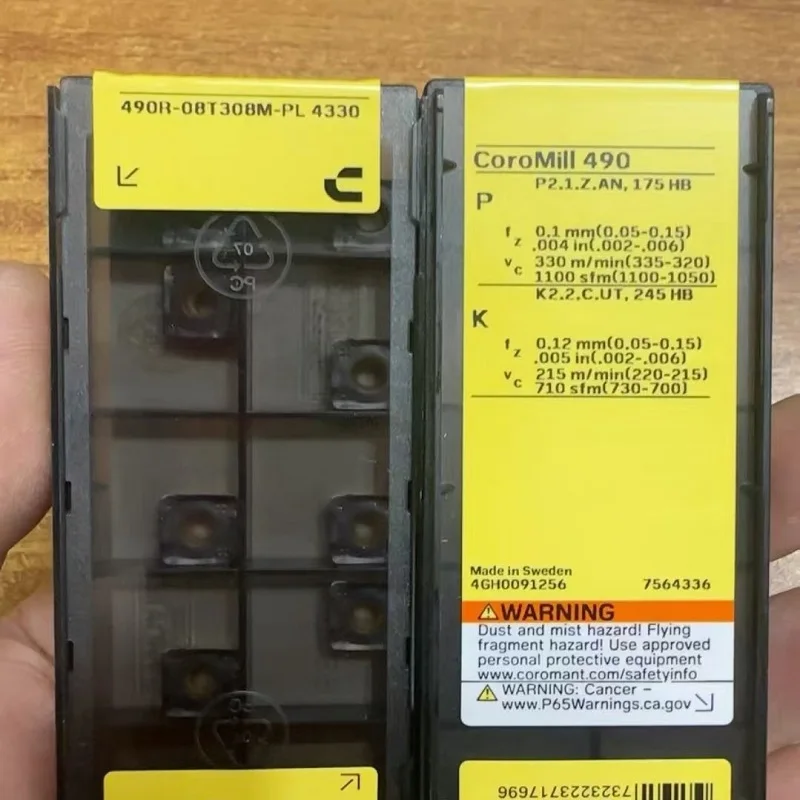 490R-08T308M-PL 4330
07
PC
CoroMill 490
P2.1.Z.AN, 175 HB
P
fz 0.1 mm(0.05-0.15)
.004 in(.002-.006)
vc 330 m/min(335-320)
1100 sfm(1100-1050)
K2.2.C.UT, 245 HB
K
fz 0.12 mm(0.05-0.15)
.005 in(.002-.006)
vc 215 m/min(220-215)
710 sfm(730-700)
Made in Sweden
4GH0091256 7564336
WARNING
Dust and mist hazard! Flying
fragment hazard! Use approved
personal protective equipment
www.coromant.com/safetyinfo
WARNING: Cancer –
www.P65Warnings.ca.gov
7323223717696